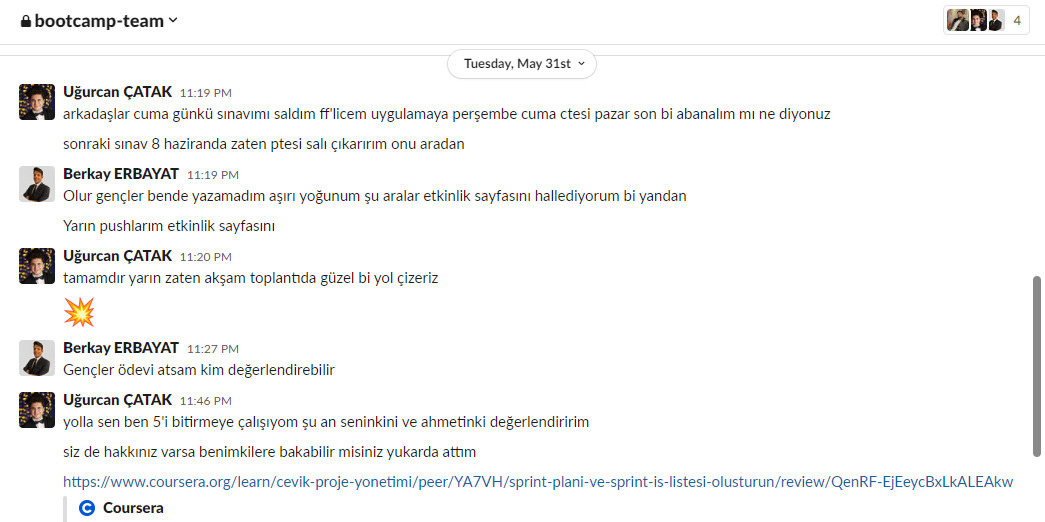 bootcamp-team
4
Tuesday, May 31st
Uğurcan ÇATAK 11:19 PM
arkadaşlar cuma günkü sınavımı saldım ff'licem uygulamaya perşembe cuma ctesi pazar son bi abanalım mı ne diyonuz
sonraki sınav 8 haziranda zaten ptesi salı çıkarırım onu aradan
Berkay ERBAYAT 11:19 PM
Olur gençler bende yazamadım aşırı yoğunum şu aralar etkinlik sayfasını hallediyorum bi yandan
Yarın pushlarım etkinlik sayfasını
Uğurcan ÇATAK 11:20 PM
tamamdır yarın zaten akşam toplantıda güzel bi yol çizeriz
Berkay ERBAYAT 11:27 PM
Gençler ödevi atsam kim değerlendirebilir
Uğurcan ÇATAK 11:46 PM
yolla sen ben 5'i bitirmeye çalışıyom şu an seninkini ve ahmetinki değerlendiririm
siz de hakkınız varsa benimkilere bakabilir misiniz yukarda attım
https://www.coursera.org/learn/cevik-proje-yonetimi/peer/YA7VH/sprint-plani-ve-sprint-is-listesi-olusturun/review/QenRF-EjEeycBxLkALEAkw
Coursera